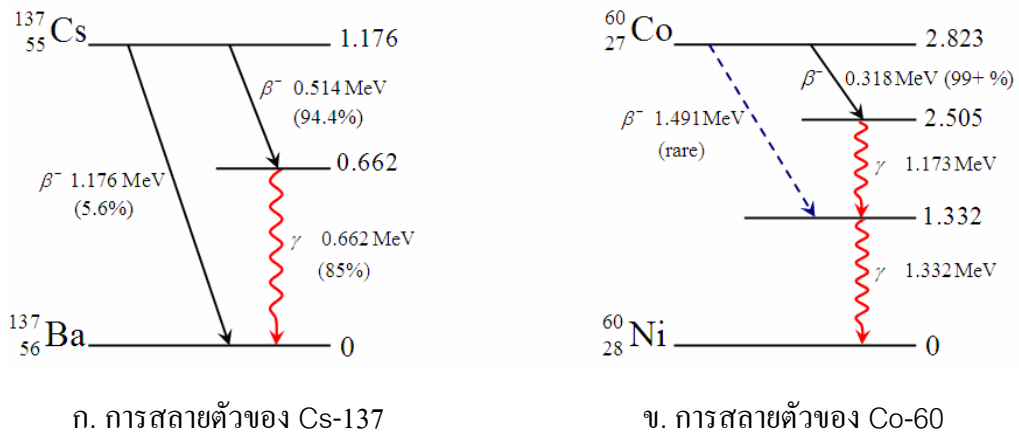 137
55 Cs 1.176
β⁻ 0.514 MeV
(94.4%)
0.662
β⁻ 1.176 MeV
(5.6%)
γ 0.662 MeV
(85%)
137
56 Ba 0
ก. การสลายตัวของ Cs-137
60
27 Co 2.823
β⁻ 0.318 MeV (99+ %)
2.505
β⁻ 1.491MeV
(rare)
γ 1.173 MeV
1.332
γ 1.332 MeV
60
28 Ni 0
ข. การสลายตัวของ Co-60